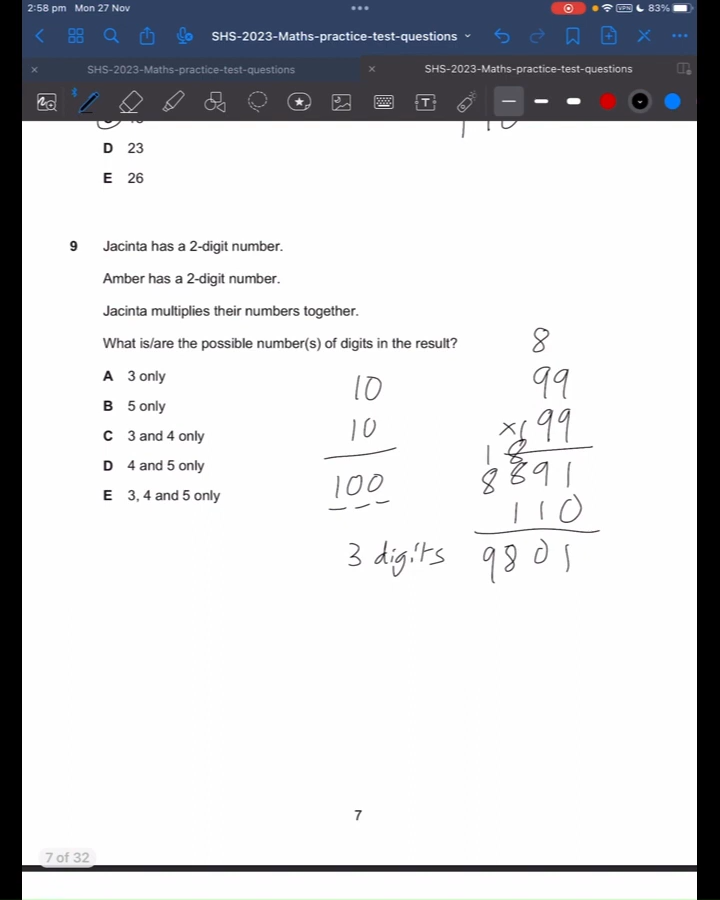 2:58 pm Mon 27 Nov
VPN 83%
SHS-2023-Maths-practice-test-questions
SHS-2023-Maths-practice-test-questions
SHS-2023-Maths-practice-test-questions
D 23
E 26
9 Jacinta has a 2-digit number.
Amber has a 2-digit number.
Jacinta multiplies their numbers together.
What is/are the possible number(s) of digits in the result?
A 3 only
B 5 only
C 3 and 4 only
D 4 and 5 only
E 3, 4 and 5 only
10
10
100
3 digits
8
99
×99
1 8
8891
110
9801
7
7 of 32